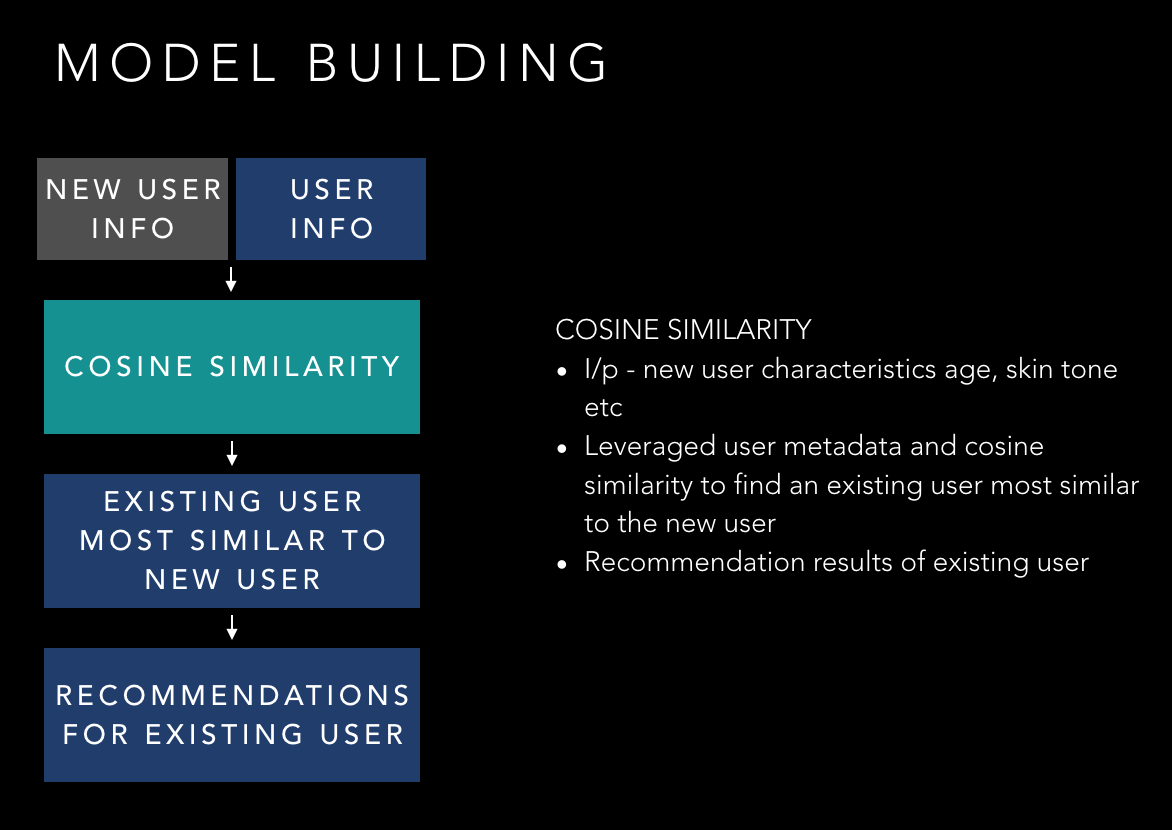 MODEL BUILDING
NEW USER
INFO
USER
INFO
COSINE SIMILARITY
EXISTING USER
MOST SIMILAR TO
NEW USER
RECOMMENDATIONS
FOR EXISTING USER
COSINE SIMILARITY
• I/p - new user characteristics age, skin tone
etc
• Leveraged user metadata and cosine
similarity to find an existing user most similar
to the new user
• Recommendation results of existing user